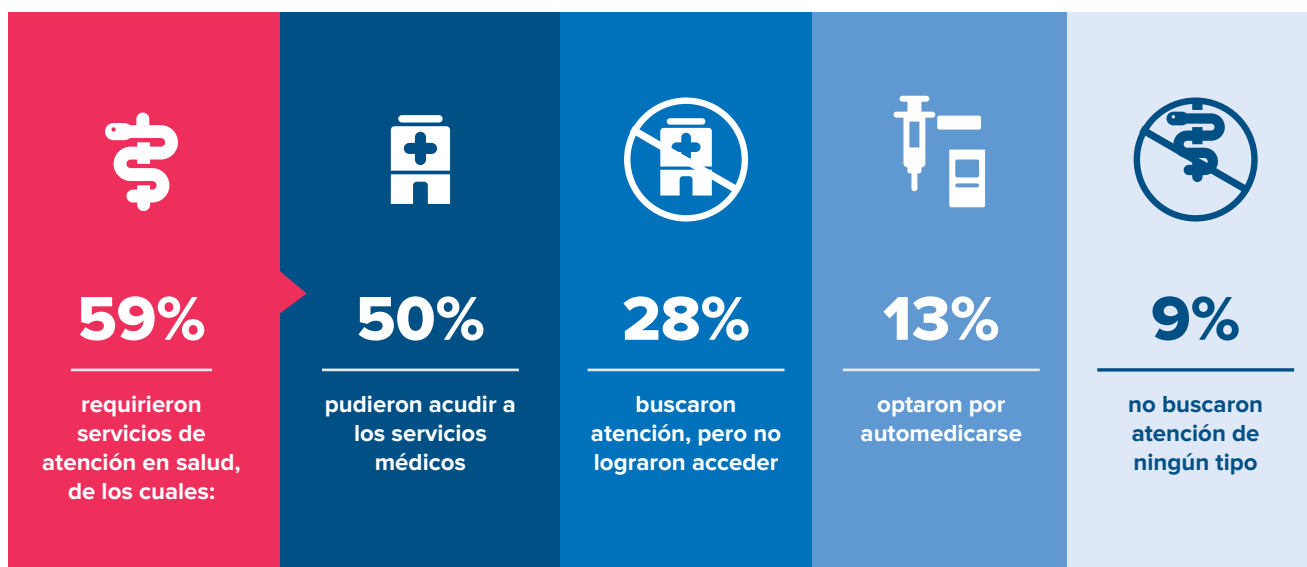 59%
requirieron
servicios de
atención en salud,
de los cuales:
50%
pudieron acudir a
los servicios
médicos
28%
buscaron
atención, pero no
lograron acceder
13%
optaron por
automedicarse
9%
no buscaron
atención de
ningún tipo